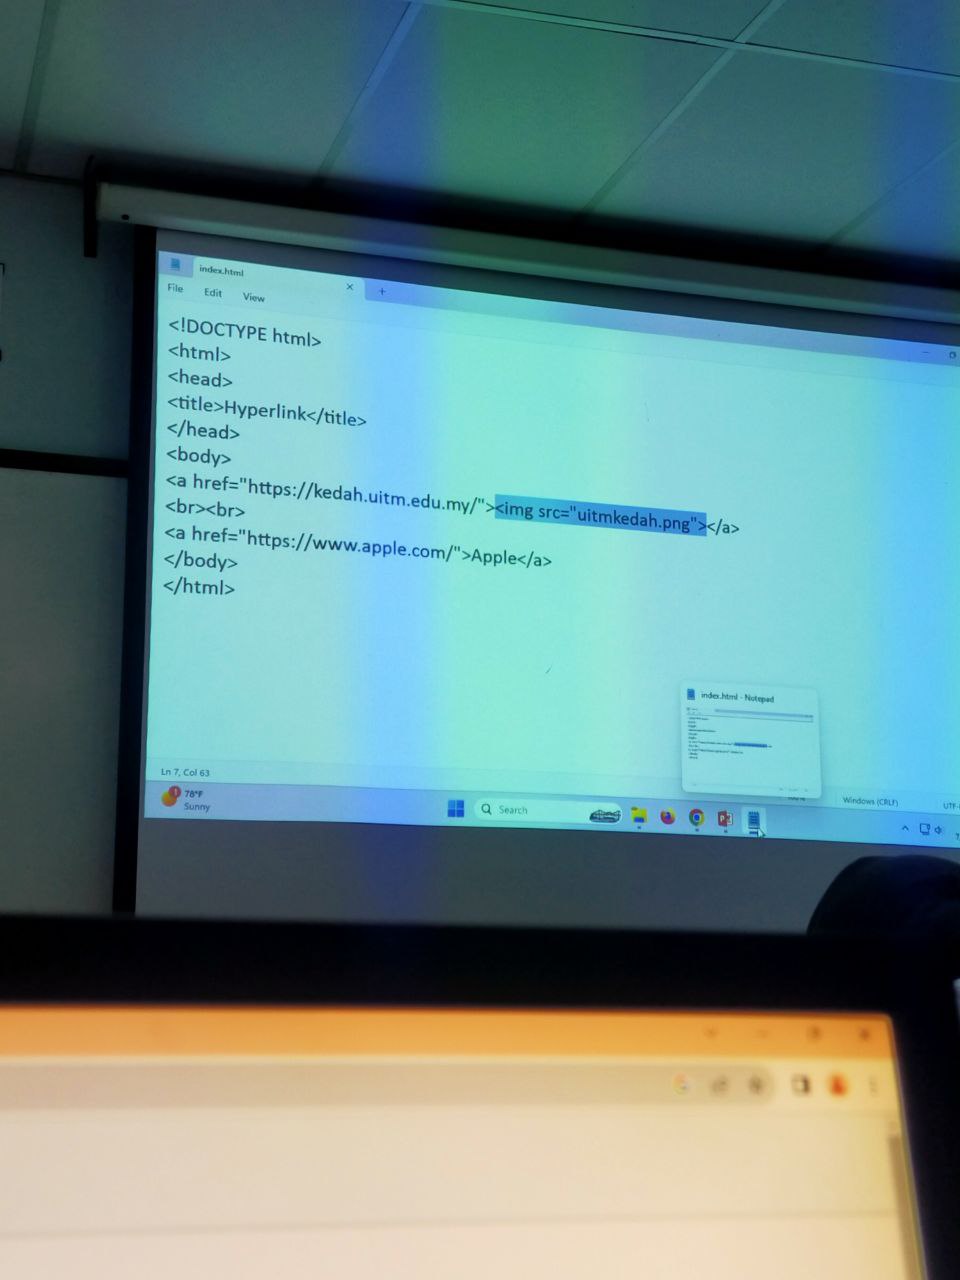 index.html
File Edit View
<!DOCTYPE html>
<html>
<head>
<title>Hyperlink</title>
</head>
<body>
<a href="https://kedah.uitm.edu.my/"><img src="uitmkedah.png"></a>
<br><br>
<a href="https://www.apple.com/">Apple</a>
</body>
</html>
index.html - Notepad
Ln 7, Col 63
100%
Windows (CRLF)
1
78°F
Sunny
Search